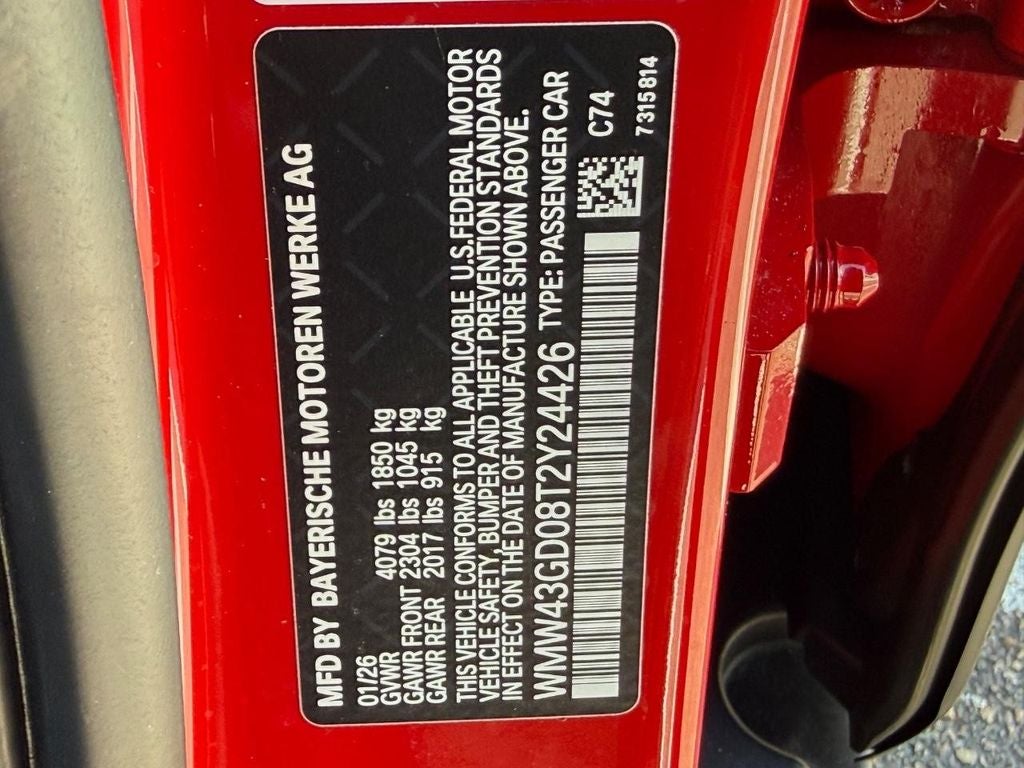 MFD BY BAYERISCHE MOTOREN WERKE AG
01/26
GVWR 4079 lbs 1850 kg
GAWR FRONT 2304 lbs 1045 kg
GAWR REAR 2017 lbs 915 kg
THIS VEHICLE CONFORMS TO ALL APPLICABLE U.S.FEDERAL MOTOR
VEHICLE SAFETY, BUMPER AND THEFT PREVENTION STANDARDS
IN EFFECT ON THE DATE OF MANUFACTURE SHOWN ABOVE.
WMW43GD08T2Y24426 TYPE: PASSENGER CAR
C74
7315814